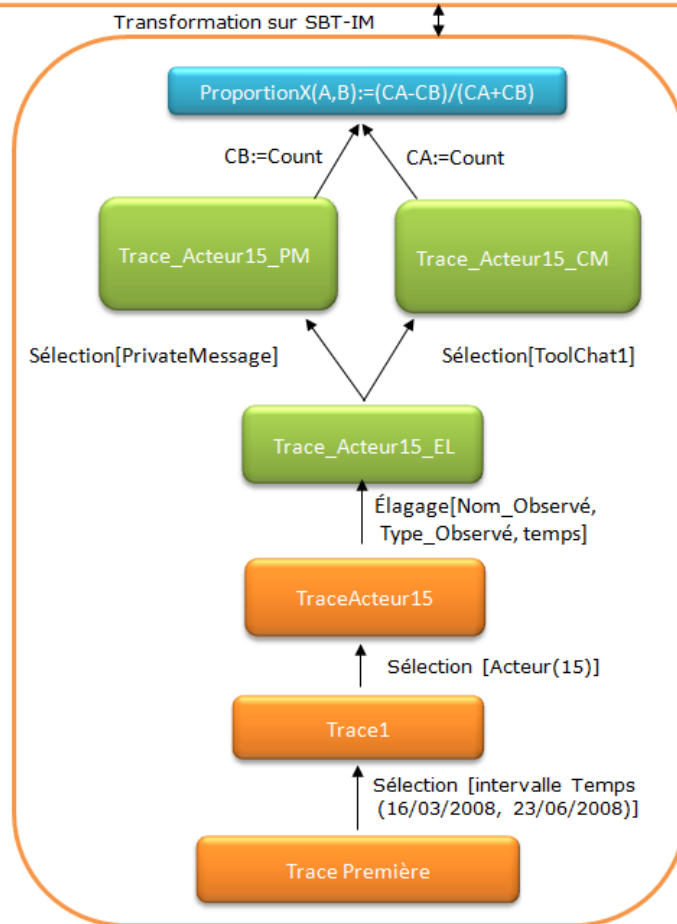 Transformation sur SBT-IM
ProportionX(A,B):=(CA-CB)/(CA+CB)
CB:=Count
CA:=Count
Trace_Acteur15_PM
Trace_Acteur15_CM
Sélection[PrivateMessage]
Sélection[ToolChat1]
Trace_Acteur15_EL
Élagage[Nom_Observé,
Type_Observé, temps]
TraceActeur15
Sélection [Acteur(15)]
Trace1
Sélection [intervalle Temps
(16/03/2008, 23/06/2008)]
Trace Première